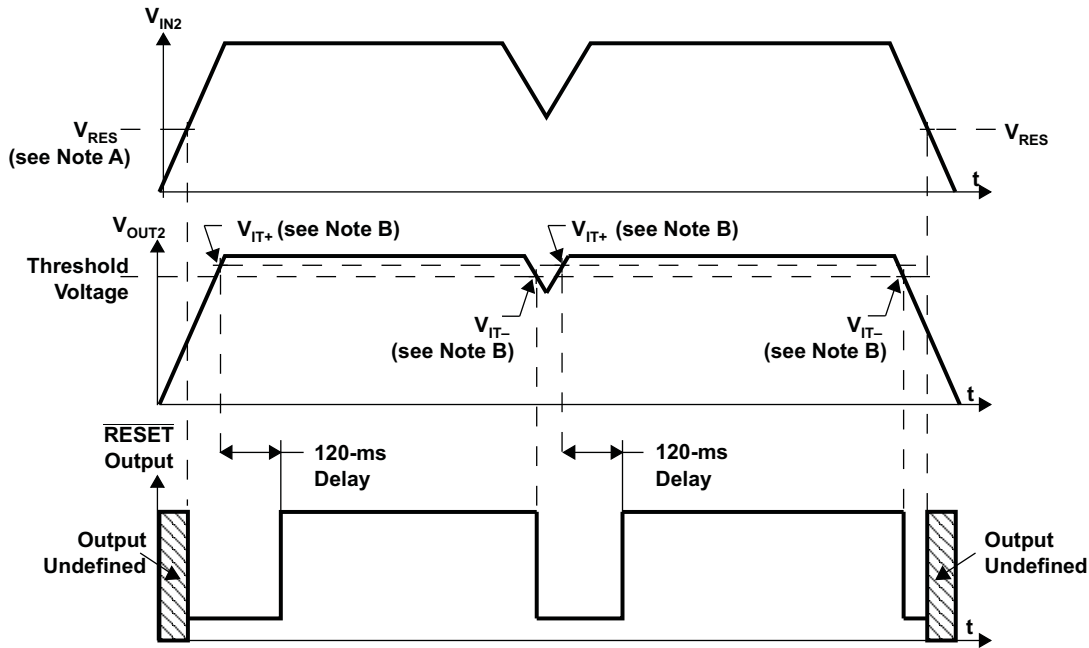 V_IN2
V_RES
(see Note A)
V_RES
t
V_OUT2
V_IT+ (see Note B)
V_IT+ (see Note B)
Threshold
Voltage
V_IT–
(see Note B)
V_IT–
(see Note B)
t
RESET
Output
120-ms
Delay
120-ms
Delay
Output
Undefined
Output
Undefined
t